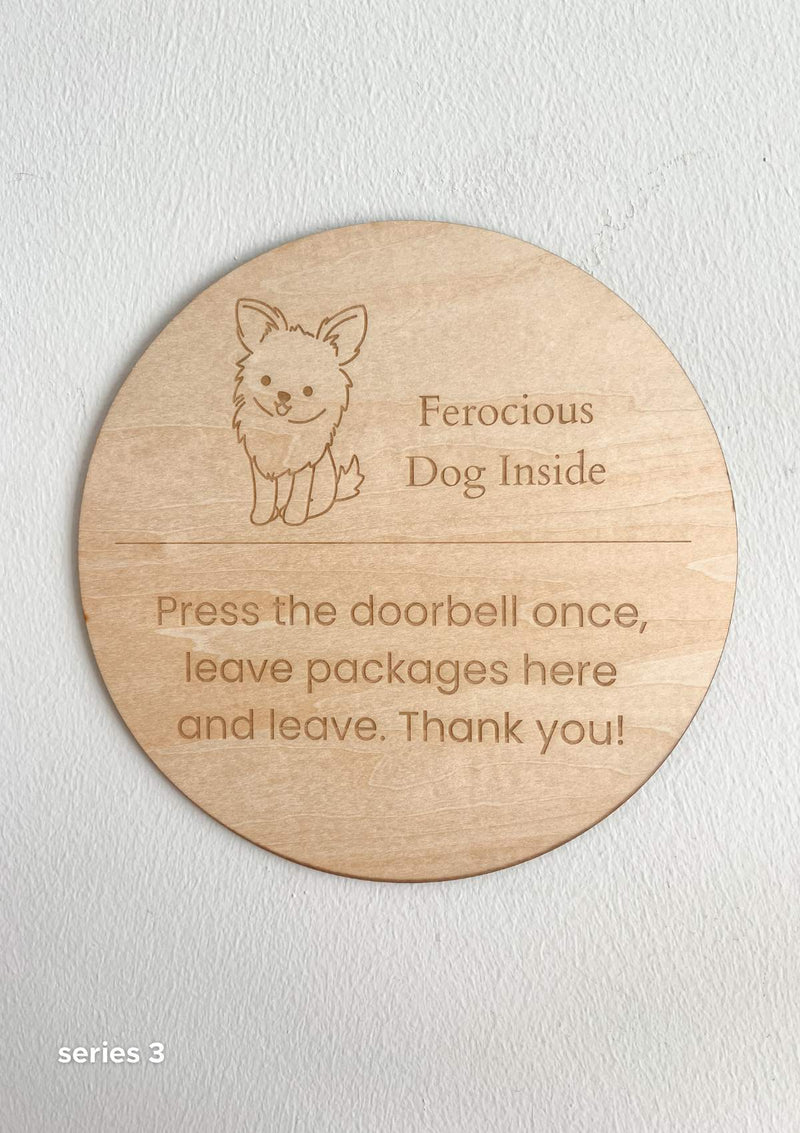 Ferocious
Dog Inside
Press the doorbell once,
leave packages here
and leave. Thank you!
series 3